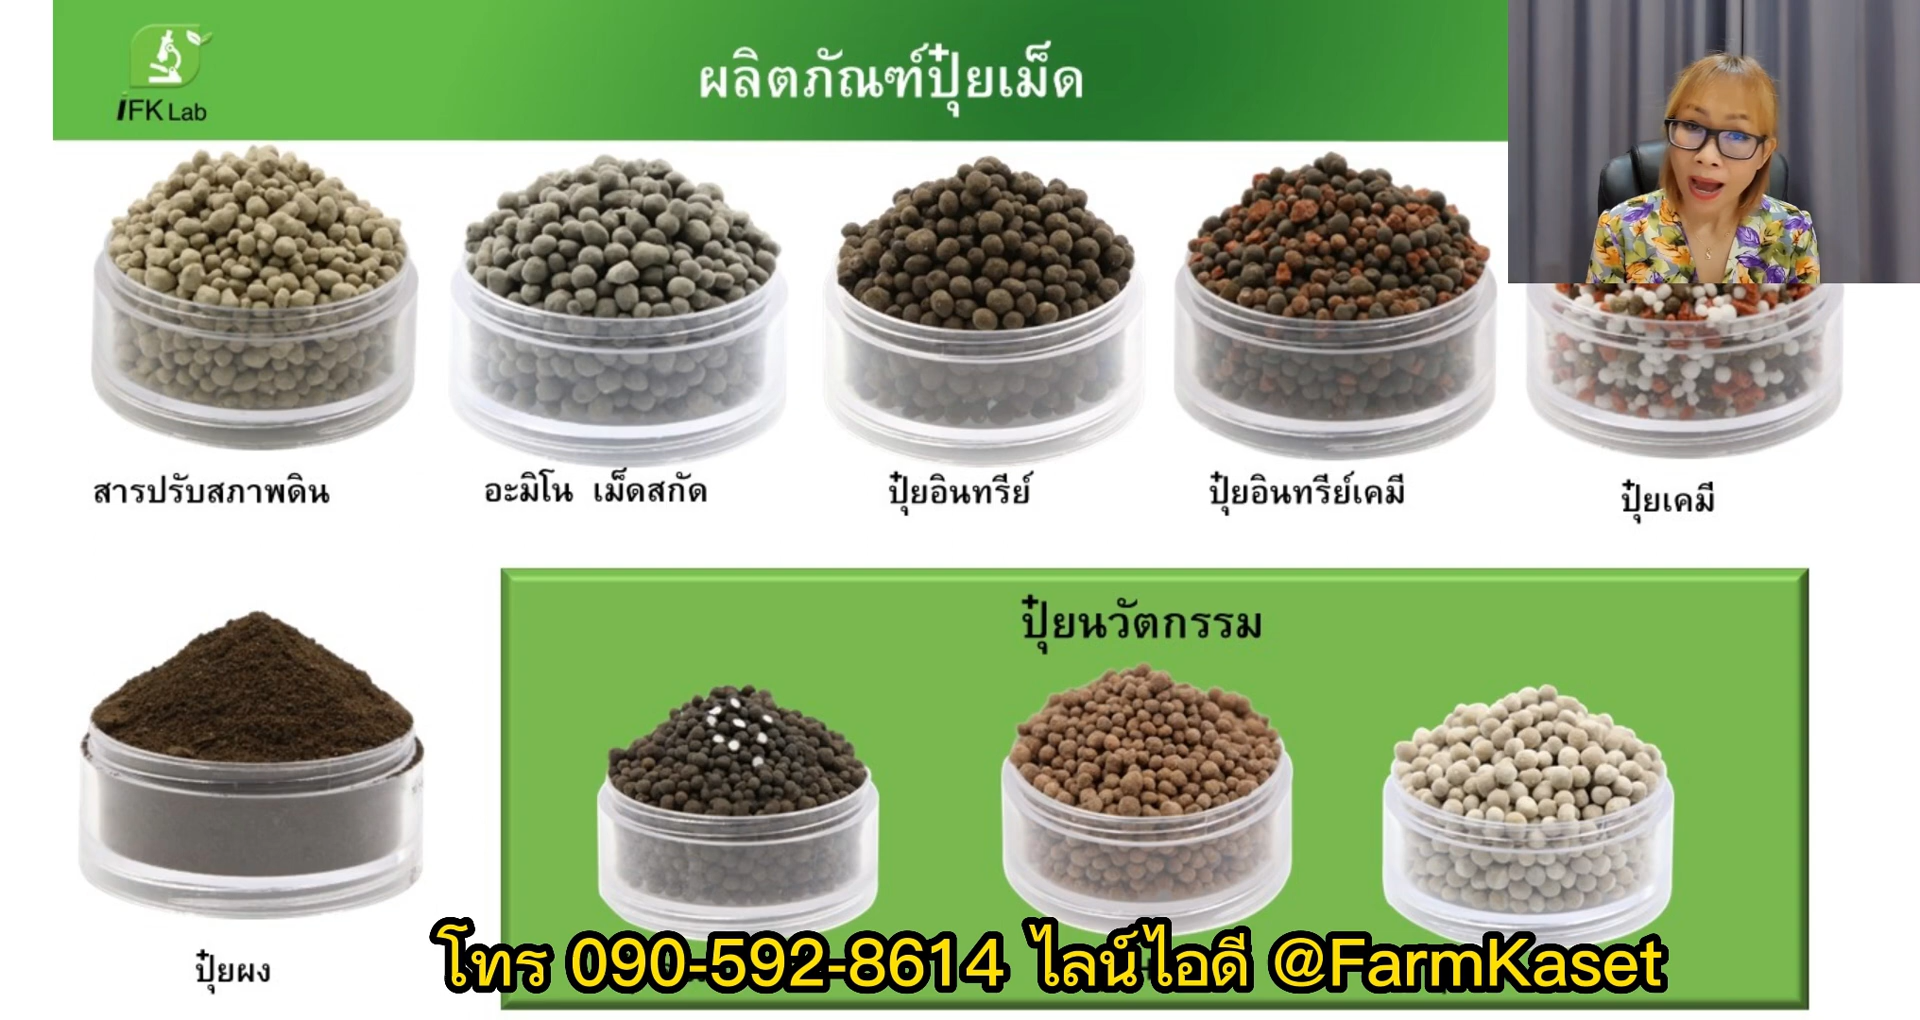 iFK Lab
ผลิตภัณฑ์ปุ๋ยเม็ด
สารปรับสภาพดิน
อะมิโน เม็ดสกัด
ปุ๋ยอินทรีย์
ปุ๋ยอินทรีย์เคมี
ปุ๋ยเคมี
ปุ๋ยนวัตกรรม
ปุ๋ยผง
โทร 090-592-8614 ไลน์ไอดี @FarmKaset